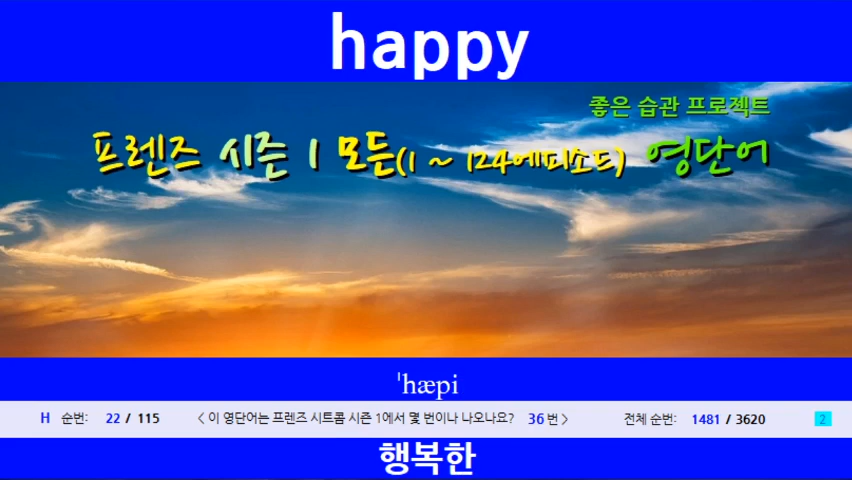 happy
좋은 습관 프로젝트
프렌즈 시즌 1 모든(1 ~ 124에피소드) 영단어
ˈhæpi
H 순번: 22 / 115 < 이 영단어는 프렌즈 시트콤 시즌 1에서 몇 번이나 나오나요? 36 번 > 전체 순번: 1481 / 3620 2
행복한